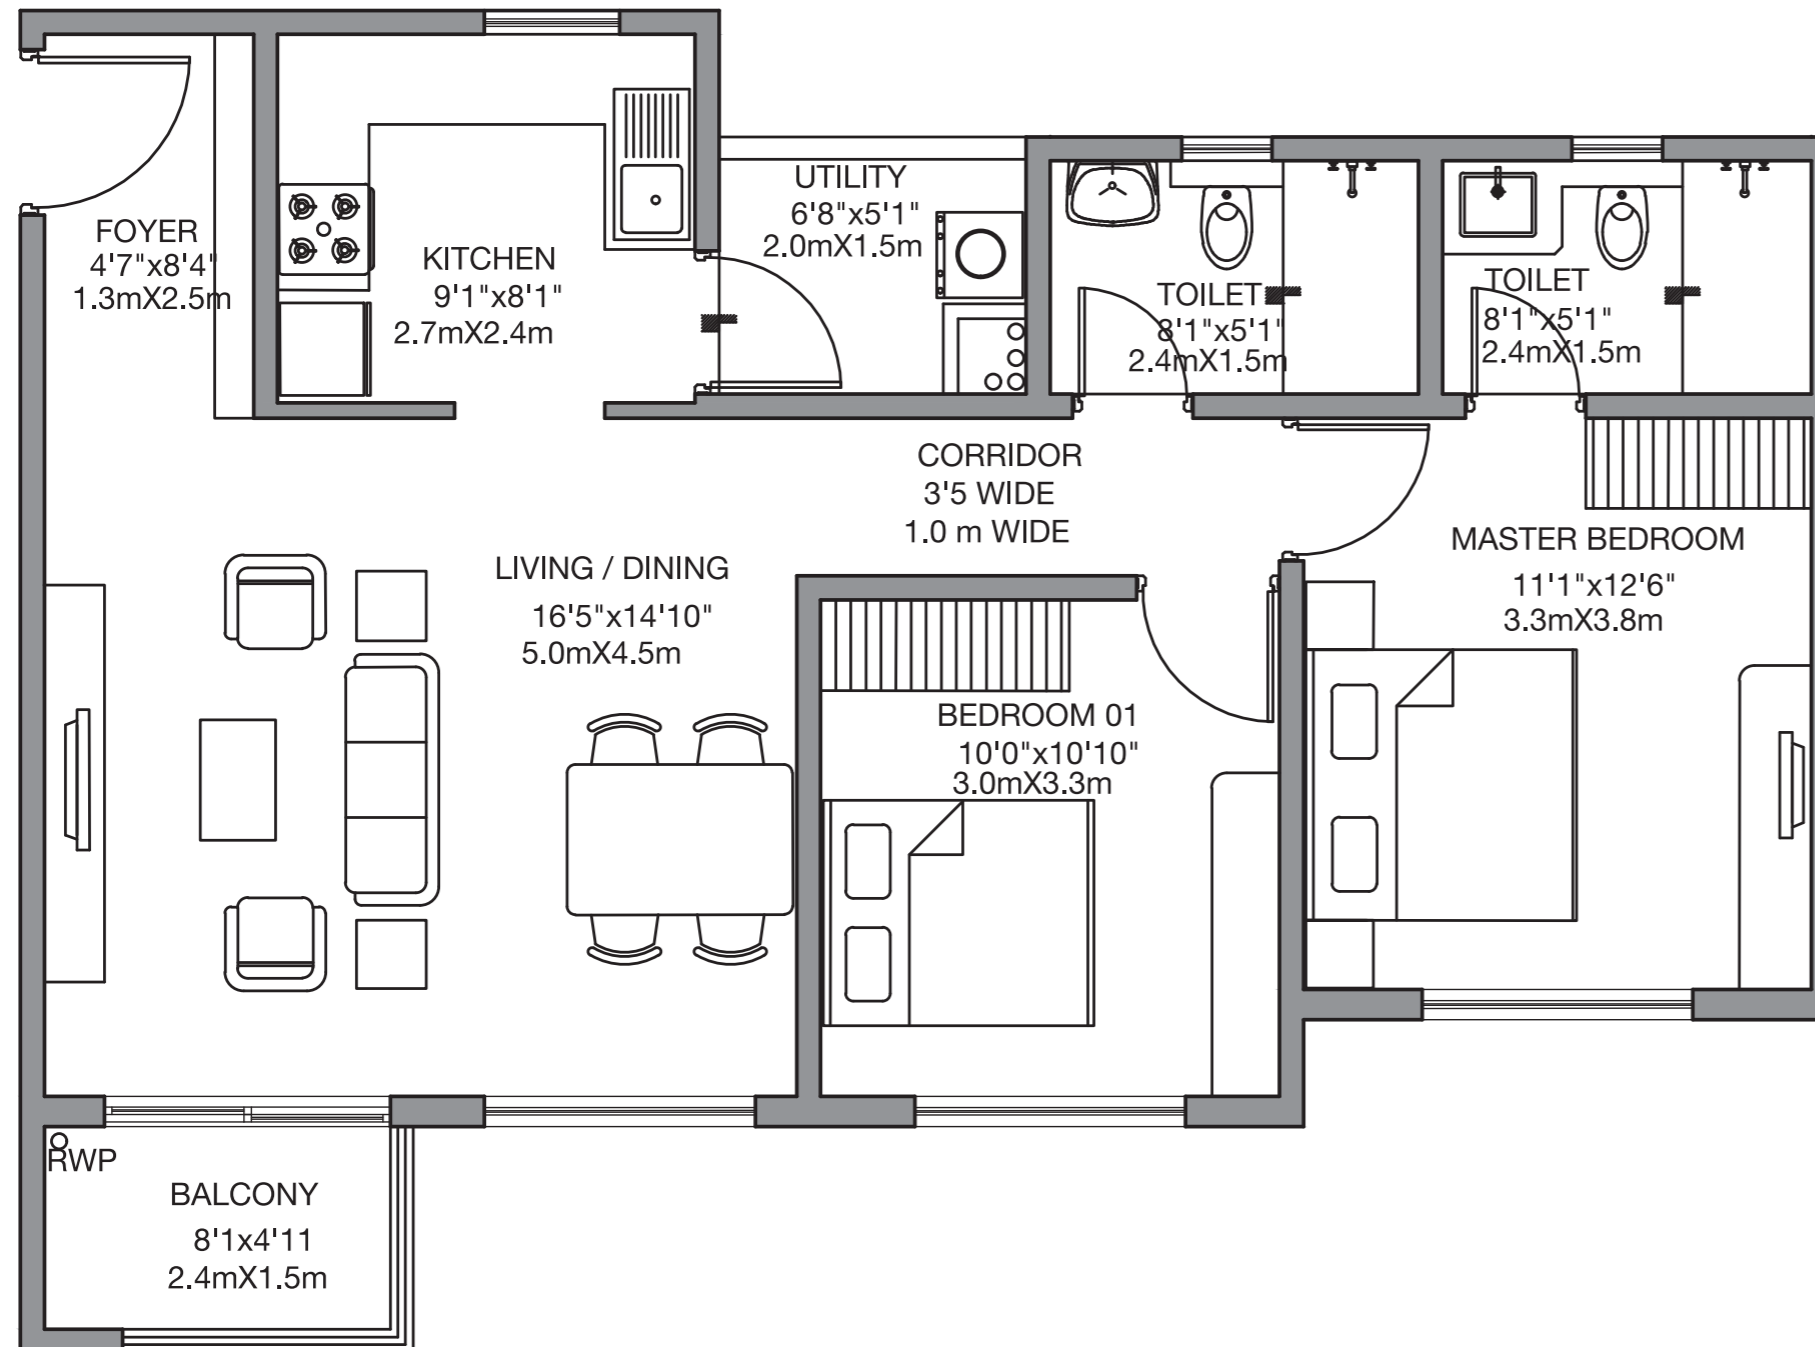 FOYER
4'7"x8'4"
1.3mX2.5m
KITCHEN
9'1"x8'1"
2.7mX2.4m
UTILITY
6'8"x5'1"
2.0mX1.5m
TOILET
8'1"x5'1"
2.4mX1.5m
TOILET
8'1"x5'1"
2.4mX1.5m
CORRIDOR
3'5 WIDE
1.0 m WIDE
LIVING / DINING
16'5"x14'10"
5.0mX4.5m
MASTER BEDROOM
11'1"x12'6"
3.3mX3.8m
BEDROOM 01
10'0"x10'10"
3.0mX3.3m
RWP
BALCONY
8'1x4'11
2.4mX1.5m